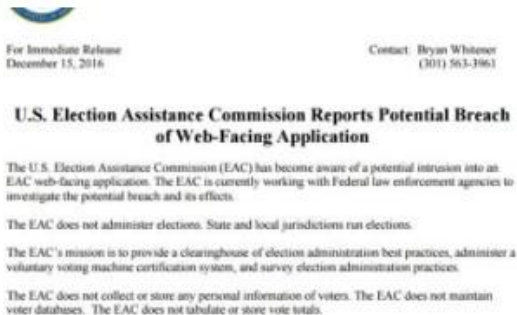 For Immediate Release
December 15, 2016
Contact: Bryan Whitener
(301) 563-3961
U.S. Election Assistance Commission Reports Potential Breach
of Web-Facing Application
The U.S. Election Assistance Commission (EAC) has become aware of a potential intrusion into an
EAC web-facing application. The EAC is currently working with Federal law enforcement agencies to
investigate the potential breach and its effects.
The EAC does not administer elections. State and local jurisdictions run elections.
The EAC's mission is to provide a clearinghouse of election administration best practices, administer a
voluntary voting machine certification system, and survey election administration practices.
The EAC does not collect or store any personal information of voters. The EAC does not maintain
voter databases. The EAC does not tabulate or store vote totals.